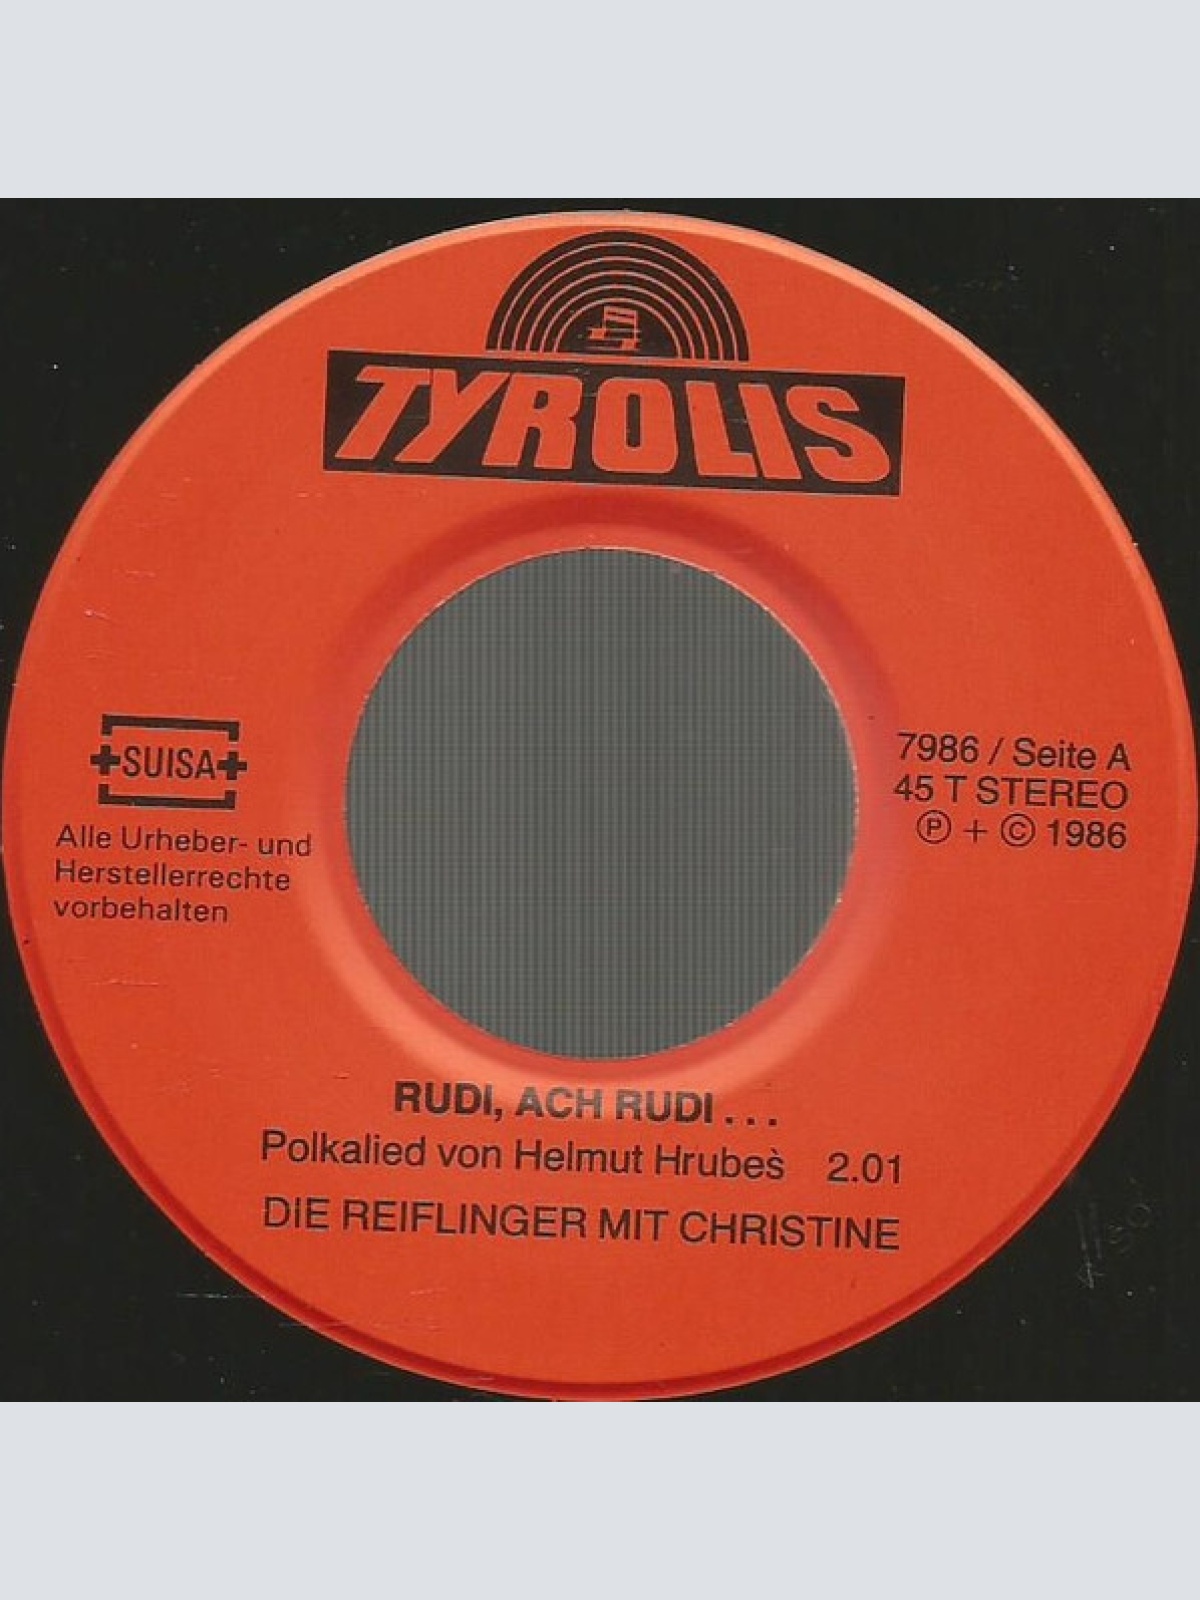 TYROLIS
SUISA
Alle Urheber- und
Herstellerrechte
vorbehalten
7986 / Seite A
45 T STEREO
Ⓟ + © 1986
RUDI, ACH RUDI . . .
Polkalied von Helmut Hrubeṡ 2.01
DIE REIFLINGER MIT CHRISTINE